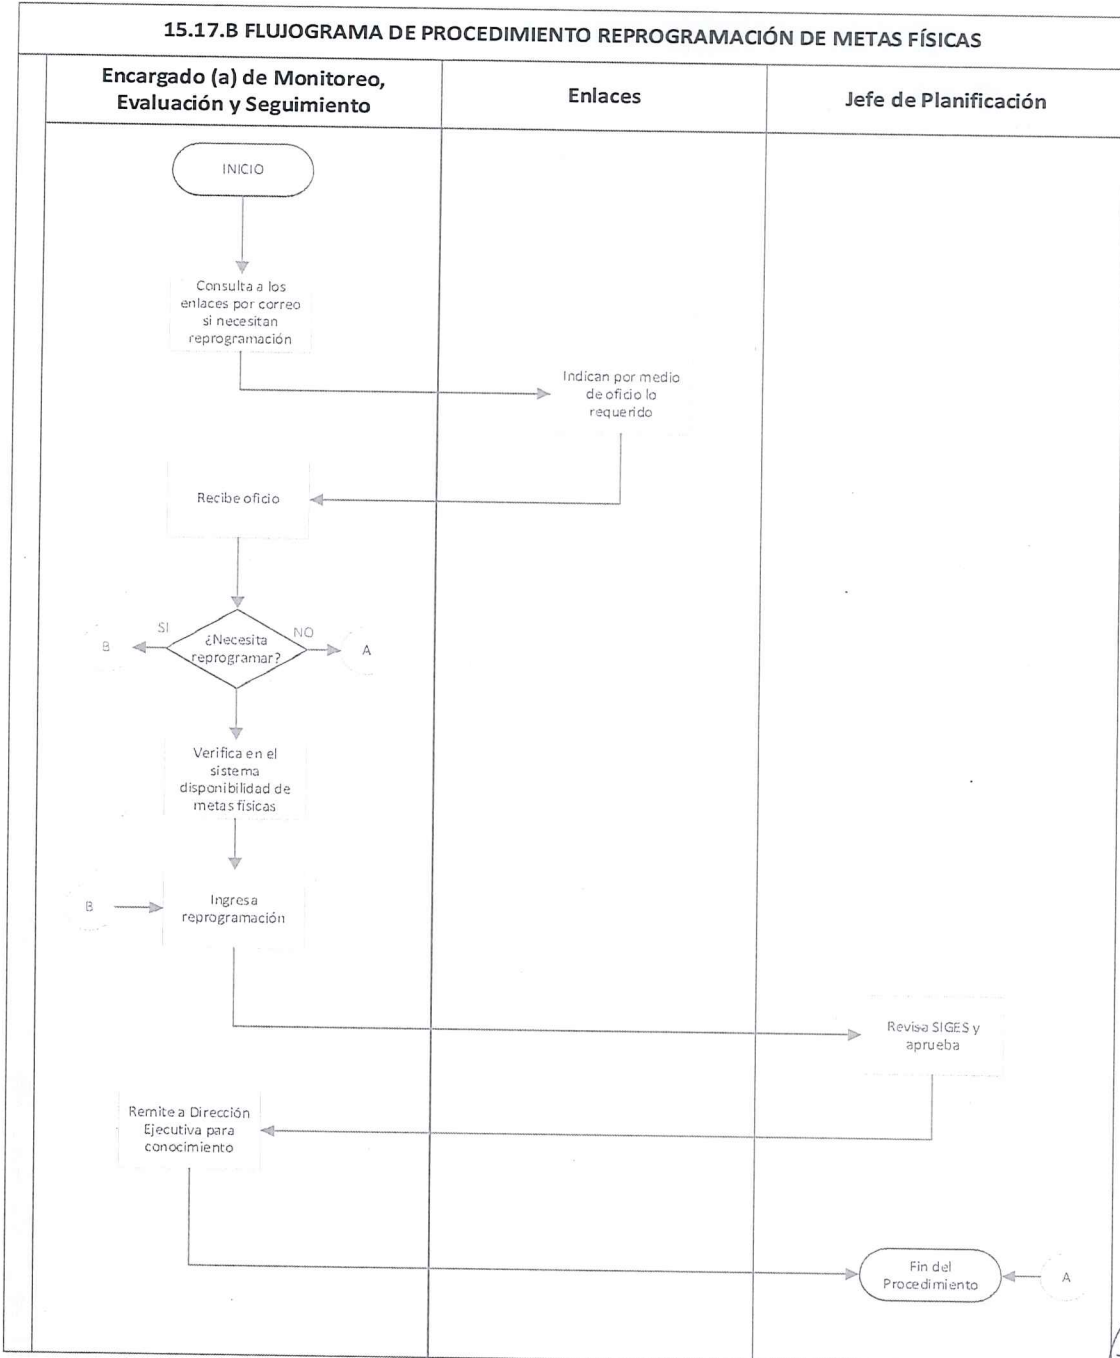 15.17.B FLUJOGRAMA DE PROCEDIMIENTO REPROGRAMACIÓN DE METAS FÍSICAS
Encargado (a) de Monitoreo,
Evaluación y Seguimiento
Enlaces
Jefe de Planificación
INICIO
Consulta a los
enlaces por correo
si necesitan
reprogramación
Indican por medio
de oficio lo
requerido
Recibe oficio
SI
¿Necesita
reprogramar?
NO
B
A
Verifica en el
sistema
disponibilidad de
metas físicas
B
Ingresa
reprogramación
Revisa SIGES y
aprueba
Remite a Dirección
Ejecutiva para
conocimiento
Fin del
Procedimiento
A